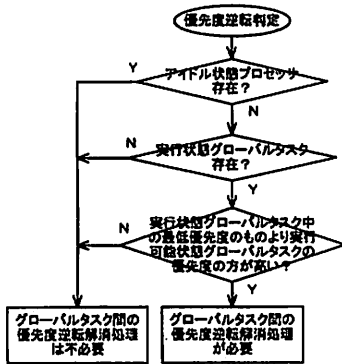 優先度逆転判定
Y
アイドル状態プロセッサ
存在？
N
N
実行状態グローバルタスク
存在？
Y
N
実行状態グローバルタスク中
の最低優先度のものより実行
可能状態グローバルタスクの
優先度の方が高い？
Y
グローバルタスク間の
優先度逆転解消処理
は不必要
グローバルタスク間の
優先度逆転解消処理
が必要